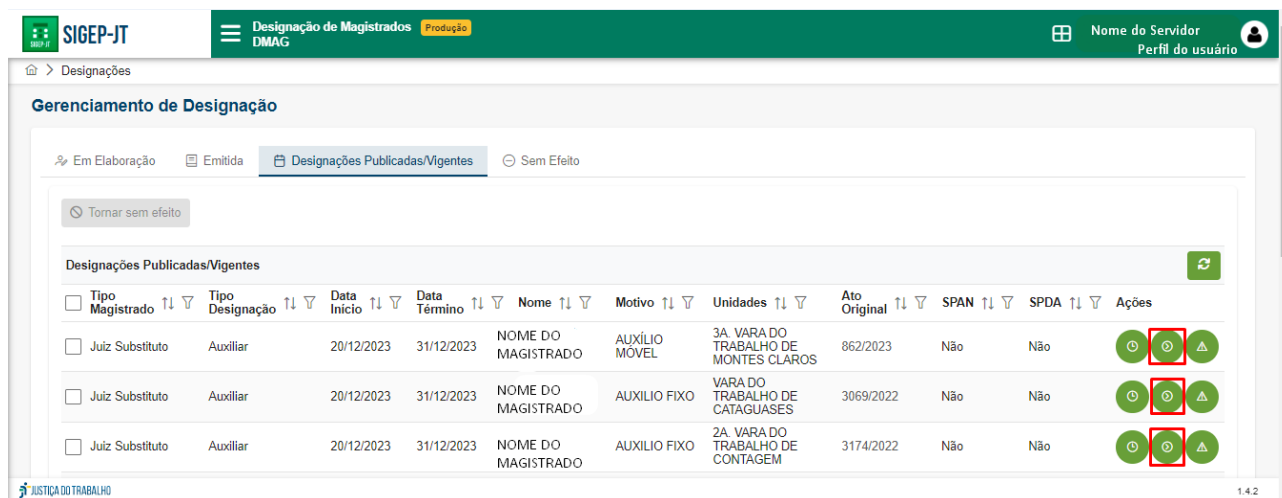 SIGEP-JT
SIGEP-JT
Designação de Magistrados Produção
DMAG
Nome do Servidor
Perfil do usuário
Designações
Gerenciamento de Designação
Em Elaboração Emitida Designações Publicadas/Vigentes Sem Efeito
Tornar sem efeito
Designações Publicadas/Vigentes
Tipo Magistrado Tipo Designação Data Início Data Término Nome Motivo Unidades Ato Original SPAN SPDA Ações
Juiz Substituto Auxiliar 20/12/2023 31/12/2023 NOME DO MAGISTRADO AUXÍLIO MÓVEL 3A. VARA DO TRABALHO DE MONTES CLAROS 862/2023 Não Não
Juiz Substituto Auxiliar 20/12/2023 31/12/2023 NOME DO MAGISTRADO AUXILIO FIXO VARA DO TRABALHO DE CATAGUASES 3069/2022 Não Não
Juiz Substituto Auxiliar 20/12/2023 31/12/2023 NOME DO MAGISTRADO AUXILIO FIXO 2A. VARA DO TRABALHO DE CONTAGEM 3174/2022 Não Não
JUSTIÇA DO TRABALHO 1.4.2